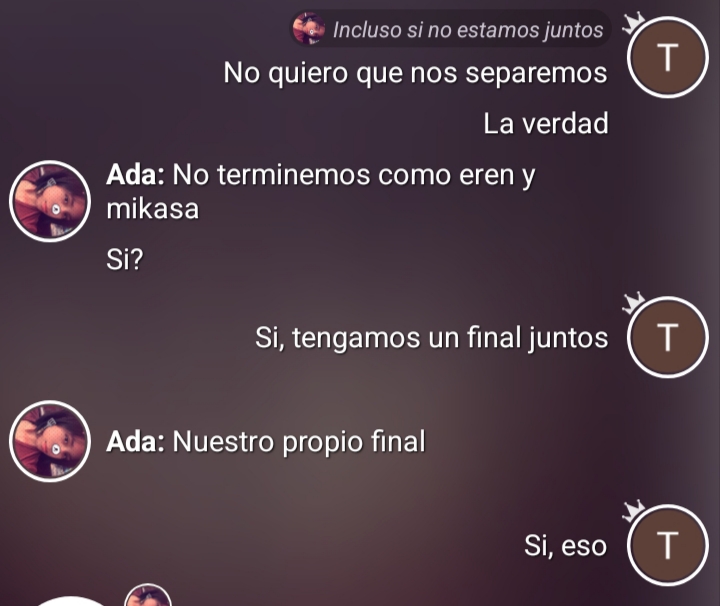 Incluso si no estamos juntos
T
No quiero que nos separemos
La verdad
Ada: No terminemos como eren y
mikasa
Si?
Si, tengamos un final juntos
T
Ada: Nuestro propio final
Si, eso
T